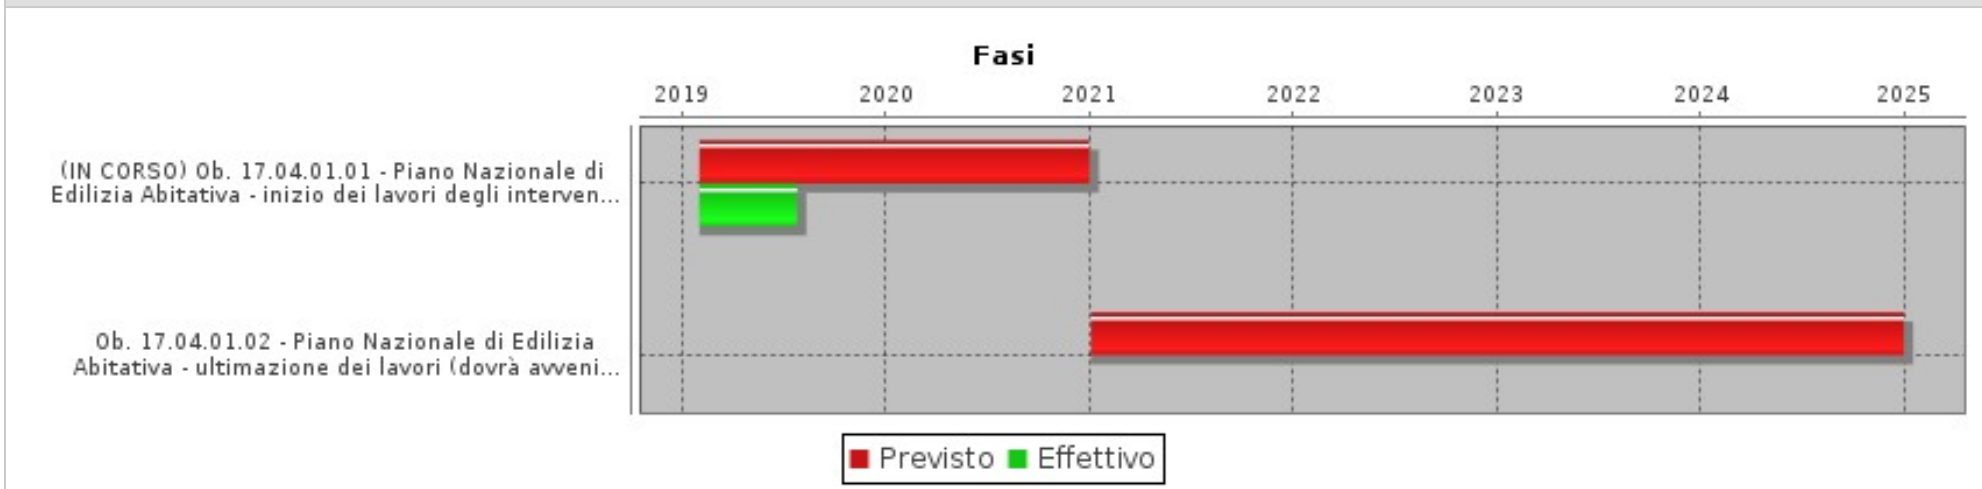 Fasi
2019 2020 2021 2022 2023 2024 2025
(IN CORSO) Ob. 17.04.01.01 - Piano Nazionale di
Edilizia Abitativa - inizio dei lavori degli interven...
Ob. 17.04.01.02 - Piano Nazionale di Edilizia
Abitativa - ultimazione dei lavori (dovrà avveni...
Previsto Effettivo